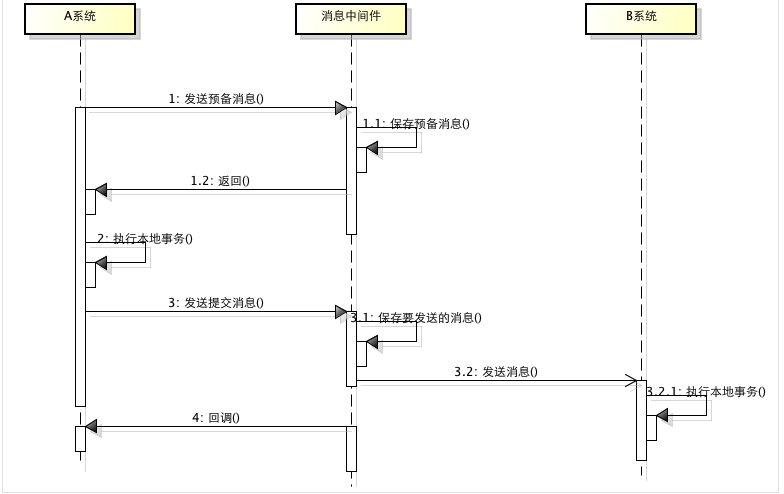 A系统
消息中间件
B系统
1: 发送预备消息()
1.1: 保存预备消息()
1.2: 返回()
2: 执行本地事务()
3: 发送提交消息()
3.1: 保存要发送的消息()
3.2: 发送消息()
3.2.1: 执行本地事务()
4: 回调()